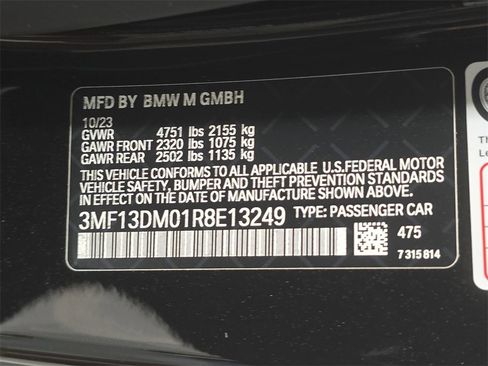 MFD BY BMW M GMBH
10/23
GVWR 4751 lbs 2155 kg
GAWR FRONT 2320 lbs 1075 kg
GAWR REAR 2502 lbs 1135 kg
THIS VEHICLE CONFORMS TO ALL APPLICABLE U.S.FEDERAL MOTOR
VEHICLE SAFETY, BUMPER AND THEFT PREVENTION STANDARDS
IN EFFECT ON THE DATE OF MANUFACTURE SHOWN ABOVE.
3MF13DM01R8E13249 TYPE: PASSENGER CAR
475
7 315 814